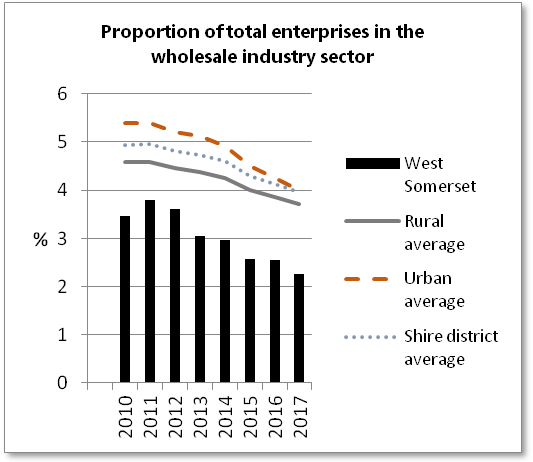 Proportion of total enterprises in the
wholesale industry sector
6
5
4
3
2
1
0
%
2010
2011
2012
2013
2014
2015
2016
2017
West
Somerset
Rural
average
Urban
average
Shire district
average